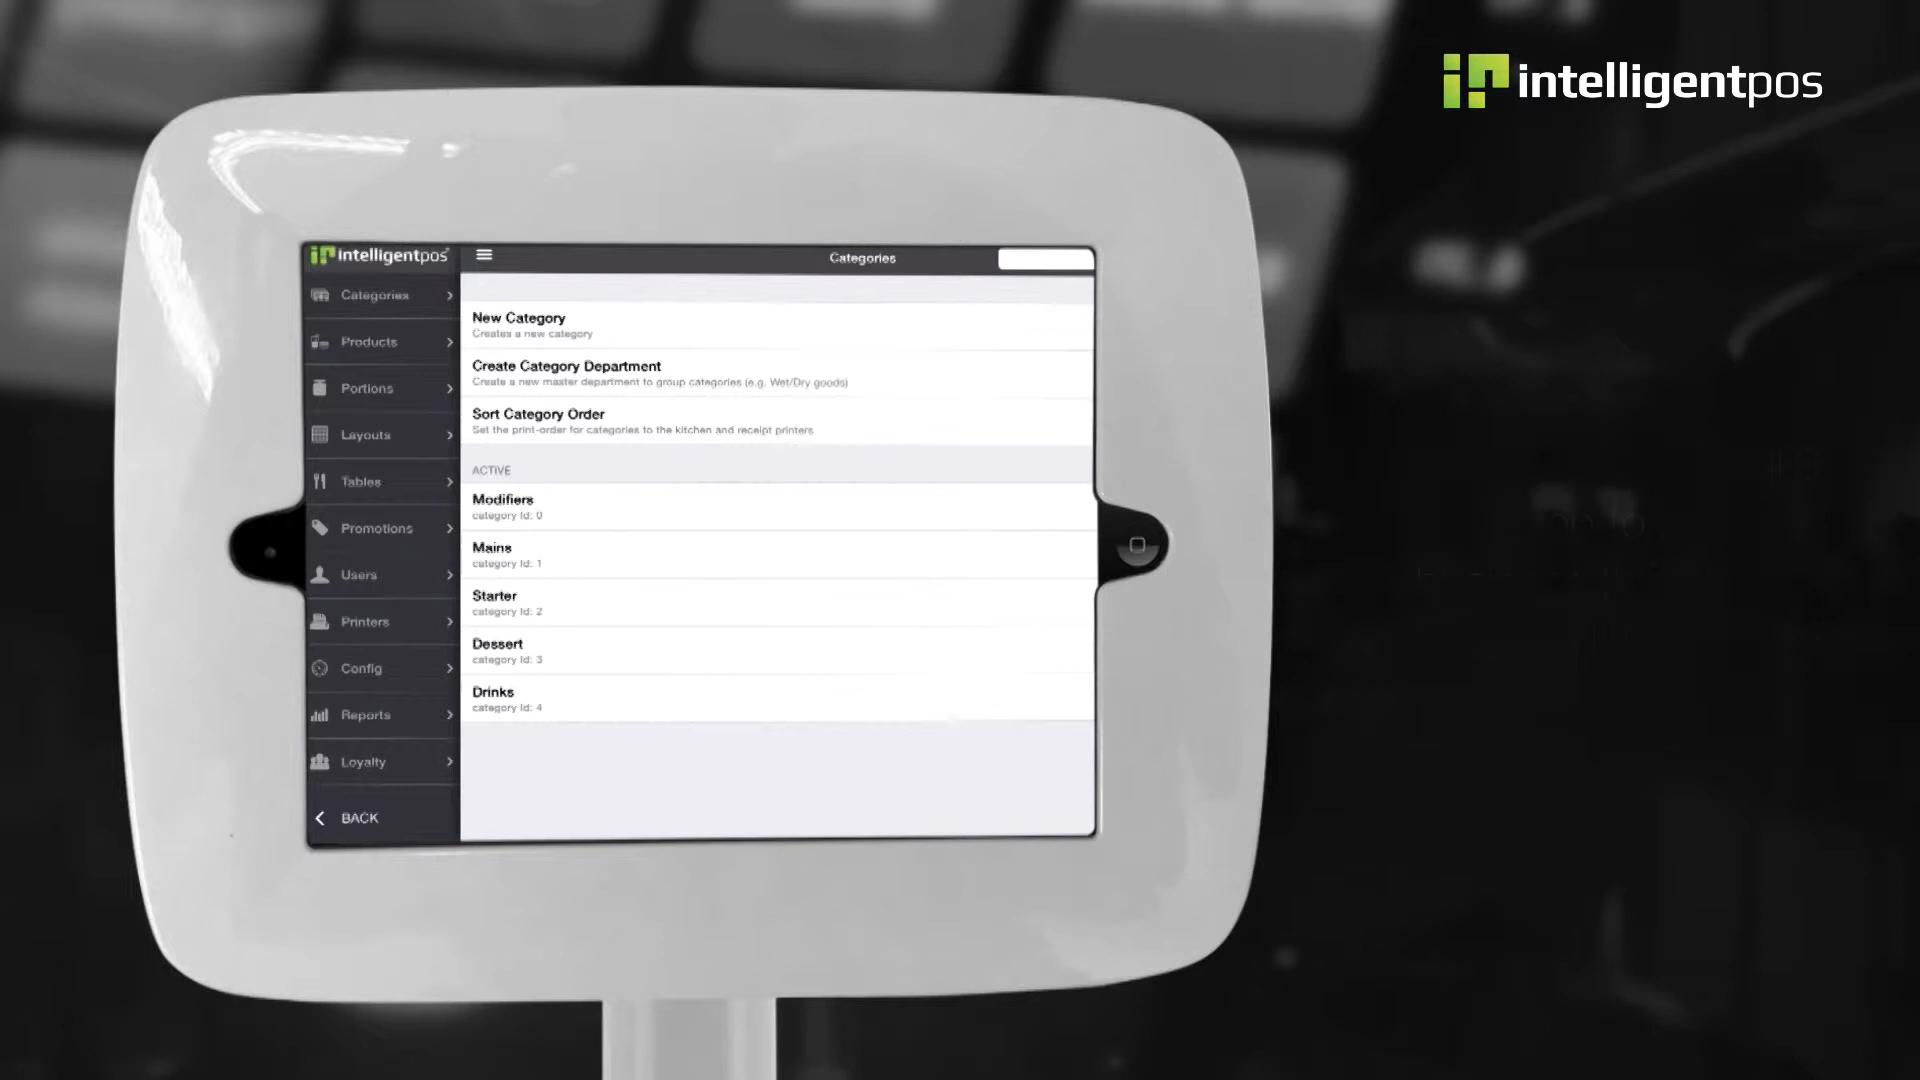 intelligentpos
intelligentpos
Categories
Categories
Products
Portions
Layouts
Tables
Promotions
Users
Printers
Config
Reports
Loyalty
BACK
New Category
Creates a new category
Create Category Department
Create a new master department to group categories (e.g. Wet/Dry goods)
Sort Category Order
Set the print-order for categories to the kitchen and receipt printers
ACTIVE
Modifiers
category Id: 0
Mains
category Id: 1
Starter
category Id: 2
Dessert
category Id: 3
Drinks
category Id: 4